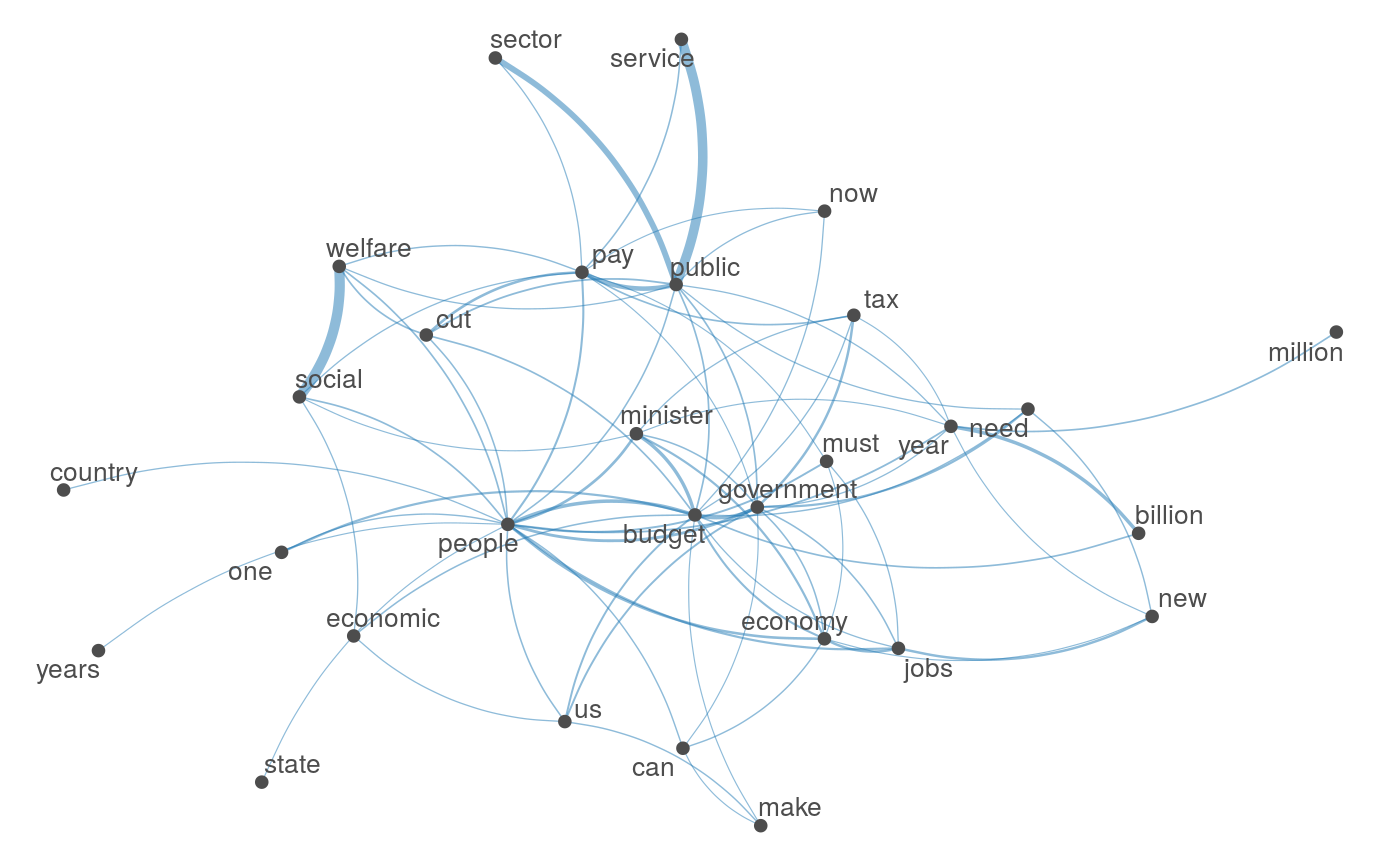 sector
service
now
welfare
pay
public
tax
cut
million
social
minister
need
must
year
country
government
billion
budget
people
one
new
economic
economy
years
jobs
us
state
can
make